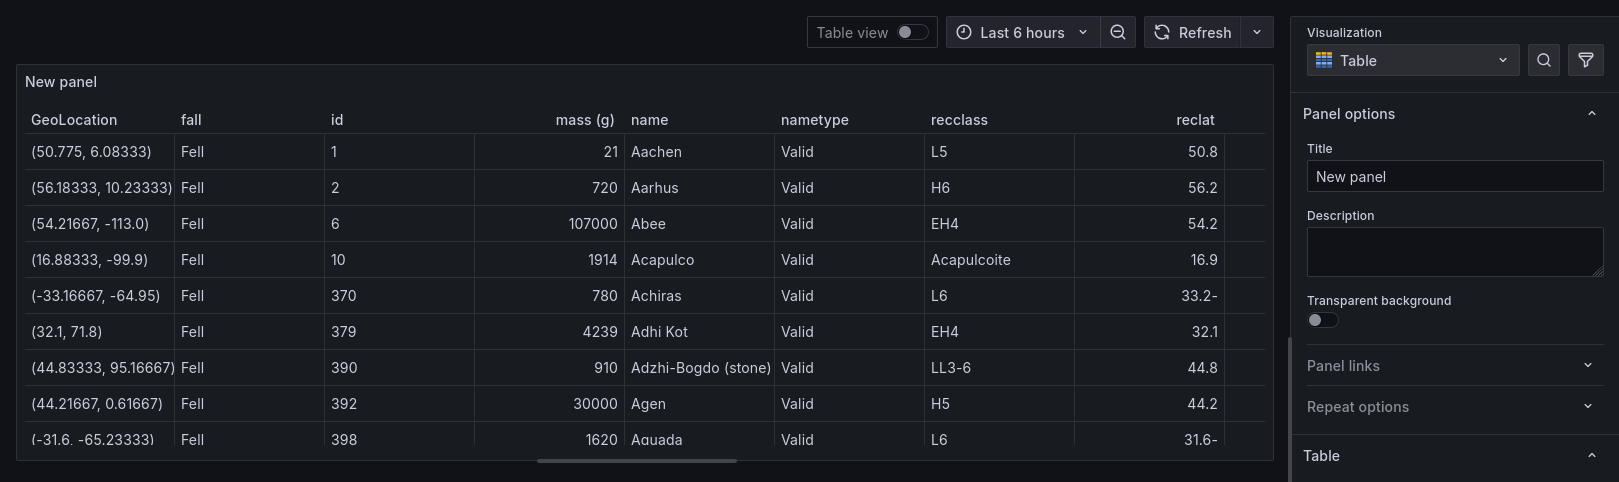 Table view Last 6 hours Refresh
New panel
GeoLocation fall id mass (g) name nametype recclass reclat
(50.775, 6.08333) Fell 1 21 Aachen Valid L5 50.8
(56.18333, 10.23333) Fell 2 720 Aarhus Valid H6 56.2
(54.21667, -113.0) Fell 6 107000 Abee Valid EH4 54.2
(16.88333, -99.9) Fell 10 1914 Acapulco Valid Acapulcoite 16.9
(-33.16667, -64.95) Fell 370 780 Achiras Valid L6 33.2-
(32.1, 71.8) Fell 379 4239 Adhi Kot Valid EH4 32.1
(44.83333, 95.16667) Fell 390 910 Adzhi-Bogdo (stone) Valid LL3-6 44.8
(44.21667, 0.61667) Fell 392 30000 Agen Valid H5 44.2
(-31.6, -65.23333) Fell 398 1620 Aguada Valid L6 31.6-
Visualization
Table
Panel options
Title
New panel
Description
Transparent background
Panel links
Repeat options
Table